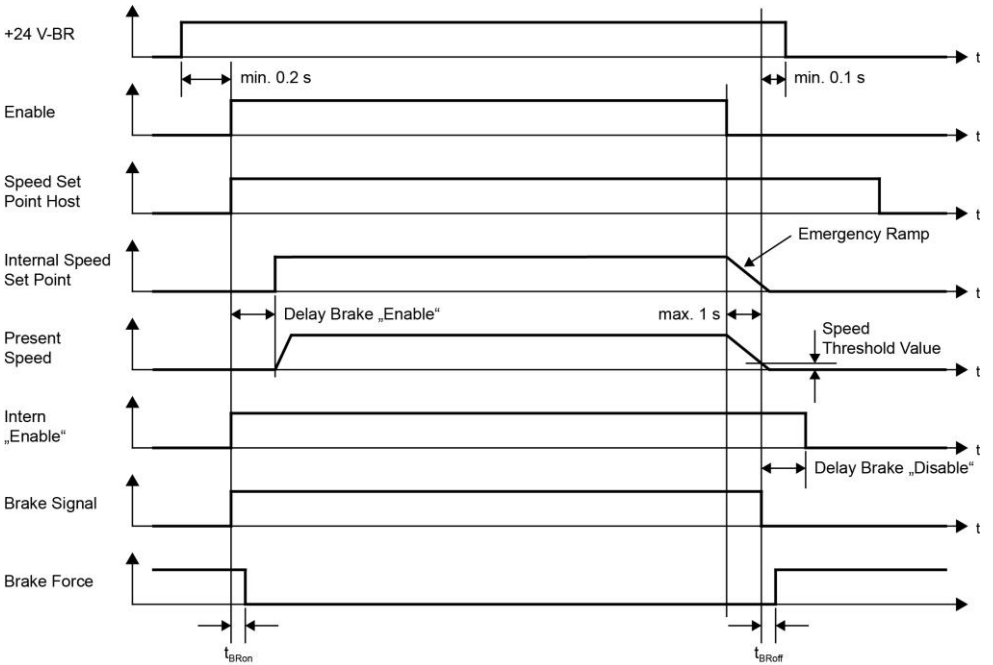 +24 V-BR
t
min. 0.2 s
min. 0.1 s
Enable
t
Speed Set
Point Host
t
Emergency Ramp
Internal Speed
Set Point
t
Delay Brake „Enable“
max. 1 s
Speed
Threshold Value
Present
Speed
t
Intern
„Enable“
t
Delay Brake „Disable“
Brake Signal
t
Brake Force
tBRon
tBRoff